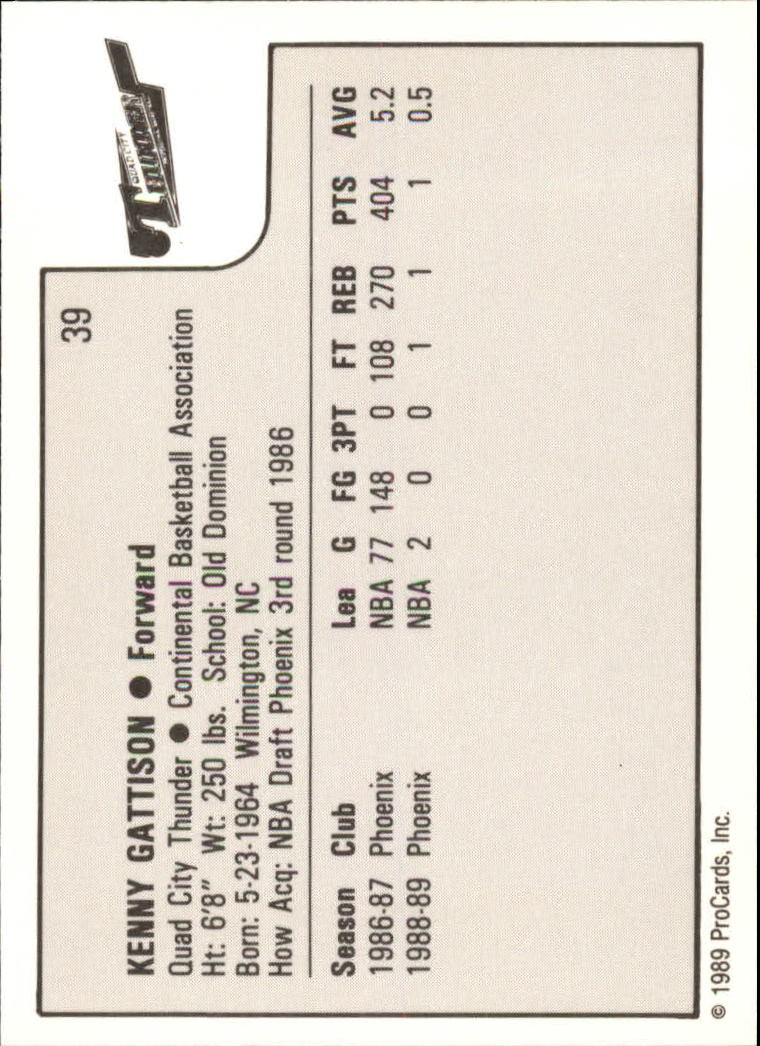 39
QUAD CITY
THUNDER
KENNY GATTISON ● Forward
Quad City Thunder ● Continental Basketball Association
Ht: 6'8" Wt: 250 lbs. School: Old Dominion
Born: 5-23-1964 Wilmington, NC
How Acq: NBA Draft Phoenix 3rd round 1986
Season Club Lea G FG 3PT FT REB PTS AVG
1986-87 Phoenix NBA 77 148 0 108 270 404 5.2
1988-89 Phoenix NBA 2 0 0 1 1 1 0.5
© 1989 ProCards, Inc.